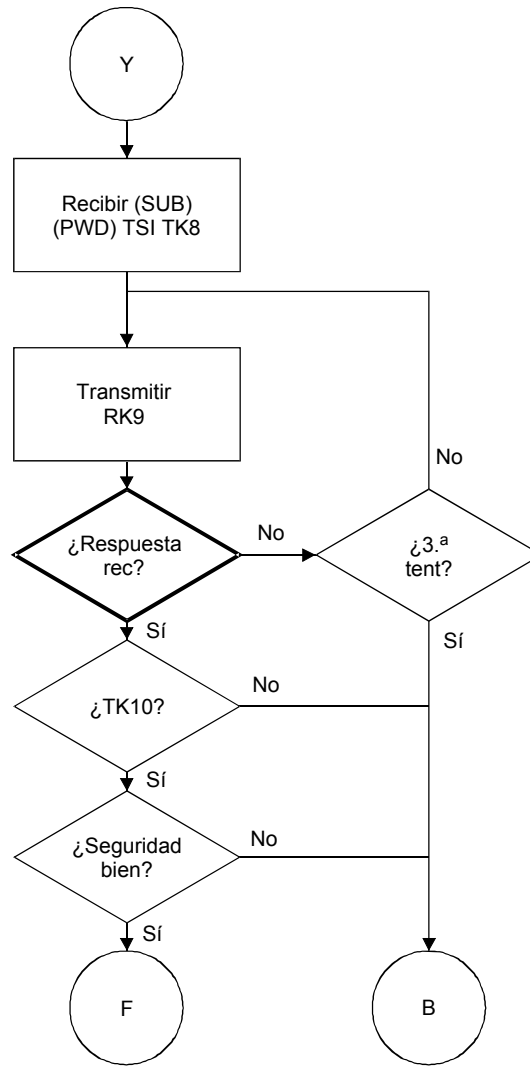 Y
Recibir (SUB)
(PWD) TSI TK8
Transmitir
RK9
No
¿Respuesta
rec?
No
¿3.ª
tent?
Sí
Sí
¿TK10?
No
Sí
¿Seguridad
bien?
No
Sí
F
B